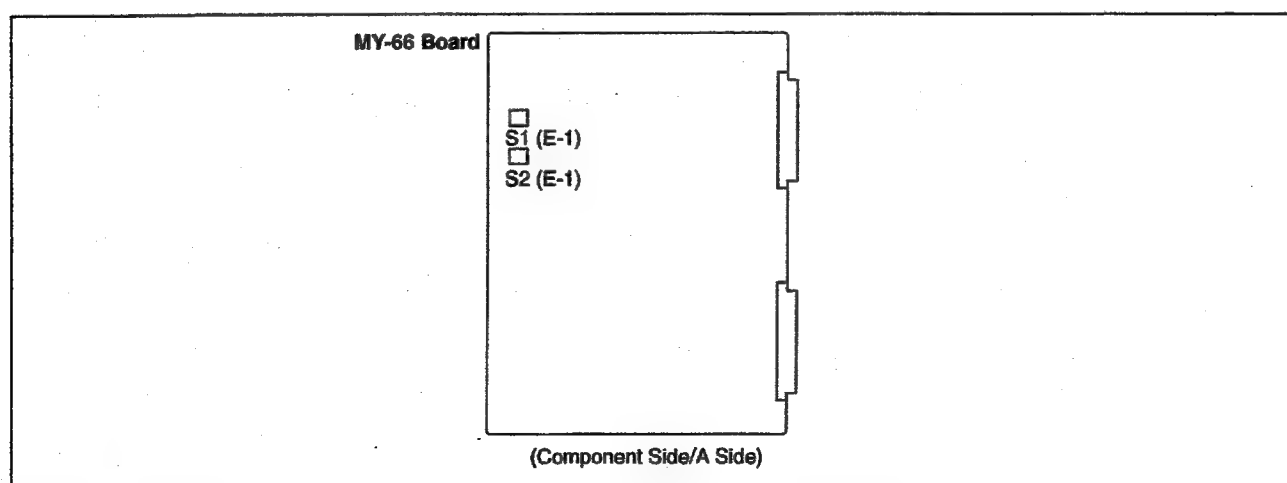 MY-66 Board
S1 (E-1)
S2 (E-1)
(Component Side/A Side)